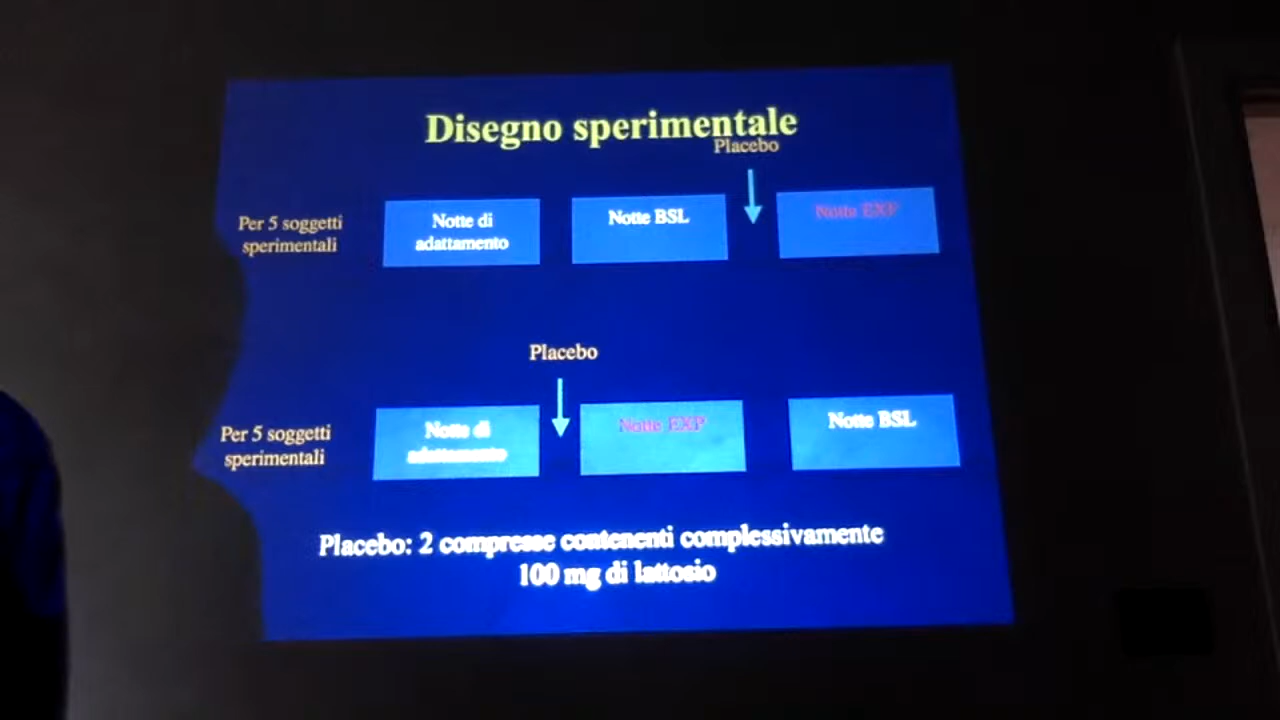 Disegno sperimentale
Placebo
Per 5 soggetti
sperimentali
Notte di
adattamento
Notte BSL
Notte EXP
Placebo
Per 5 soggetti
sperimentali
Notte di
adattamento
Notte EXP
Notte BSL
Placebo: 2 compresse contenenti complessivamente
100 mg di lattosio